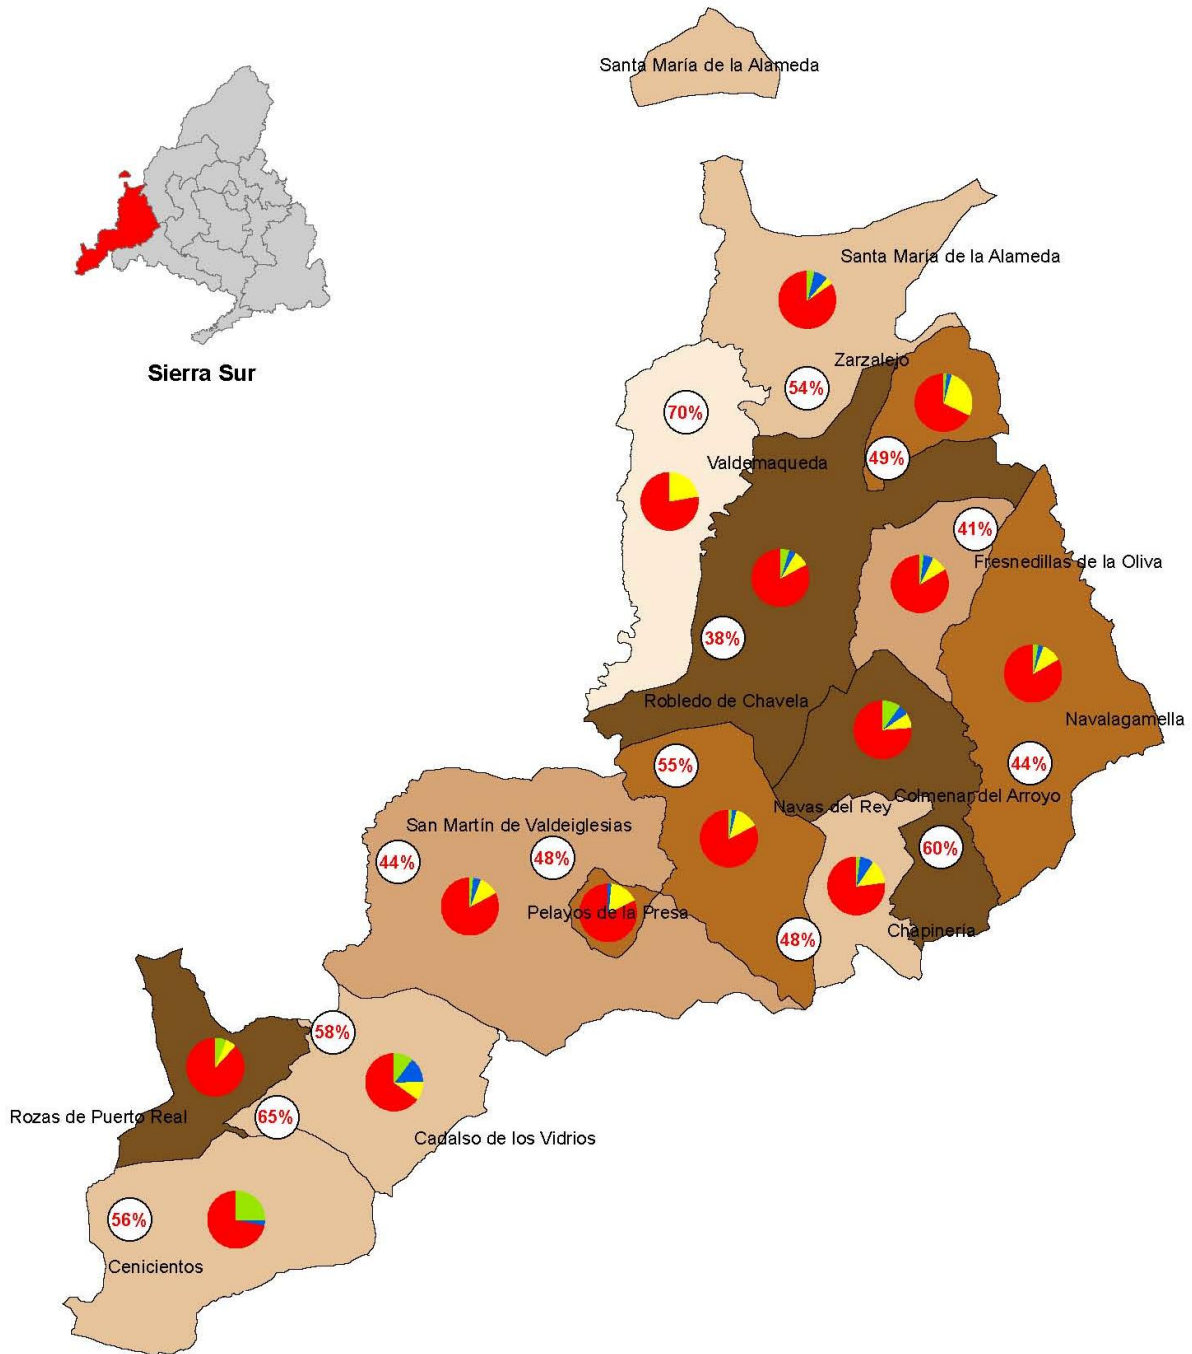 Santa María de la Alameda
Santa María de la Alameda
Sierra Sur
Zarzalejo
54%
70%
Valdemaqueda
49%
41%
Fresnedillas de la Oliva
38%
Robledo de Chavela
Navalagamella
55%
44%
Colmenar del Arroyo
Navas del Rey
San Martín de Valdeiglesias
44%
48%
60%
Pelayos de la Presa
Chapinería
48%
58%
Rozas de Puerto Real
65%
Cadalso de los Vidrios
56%
Cenicientos